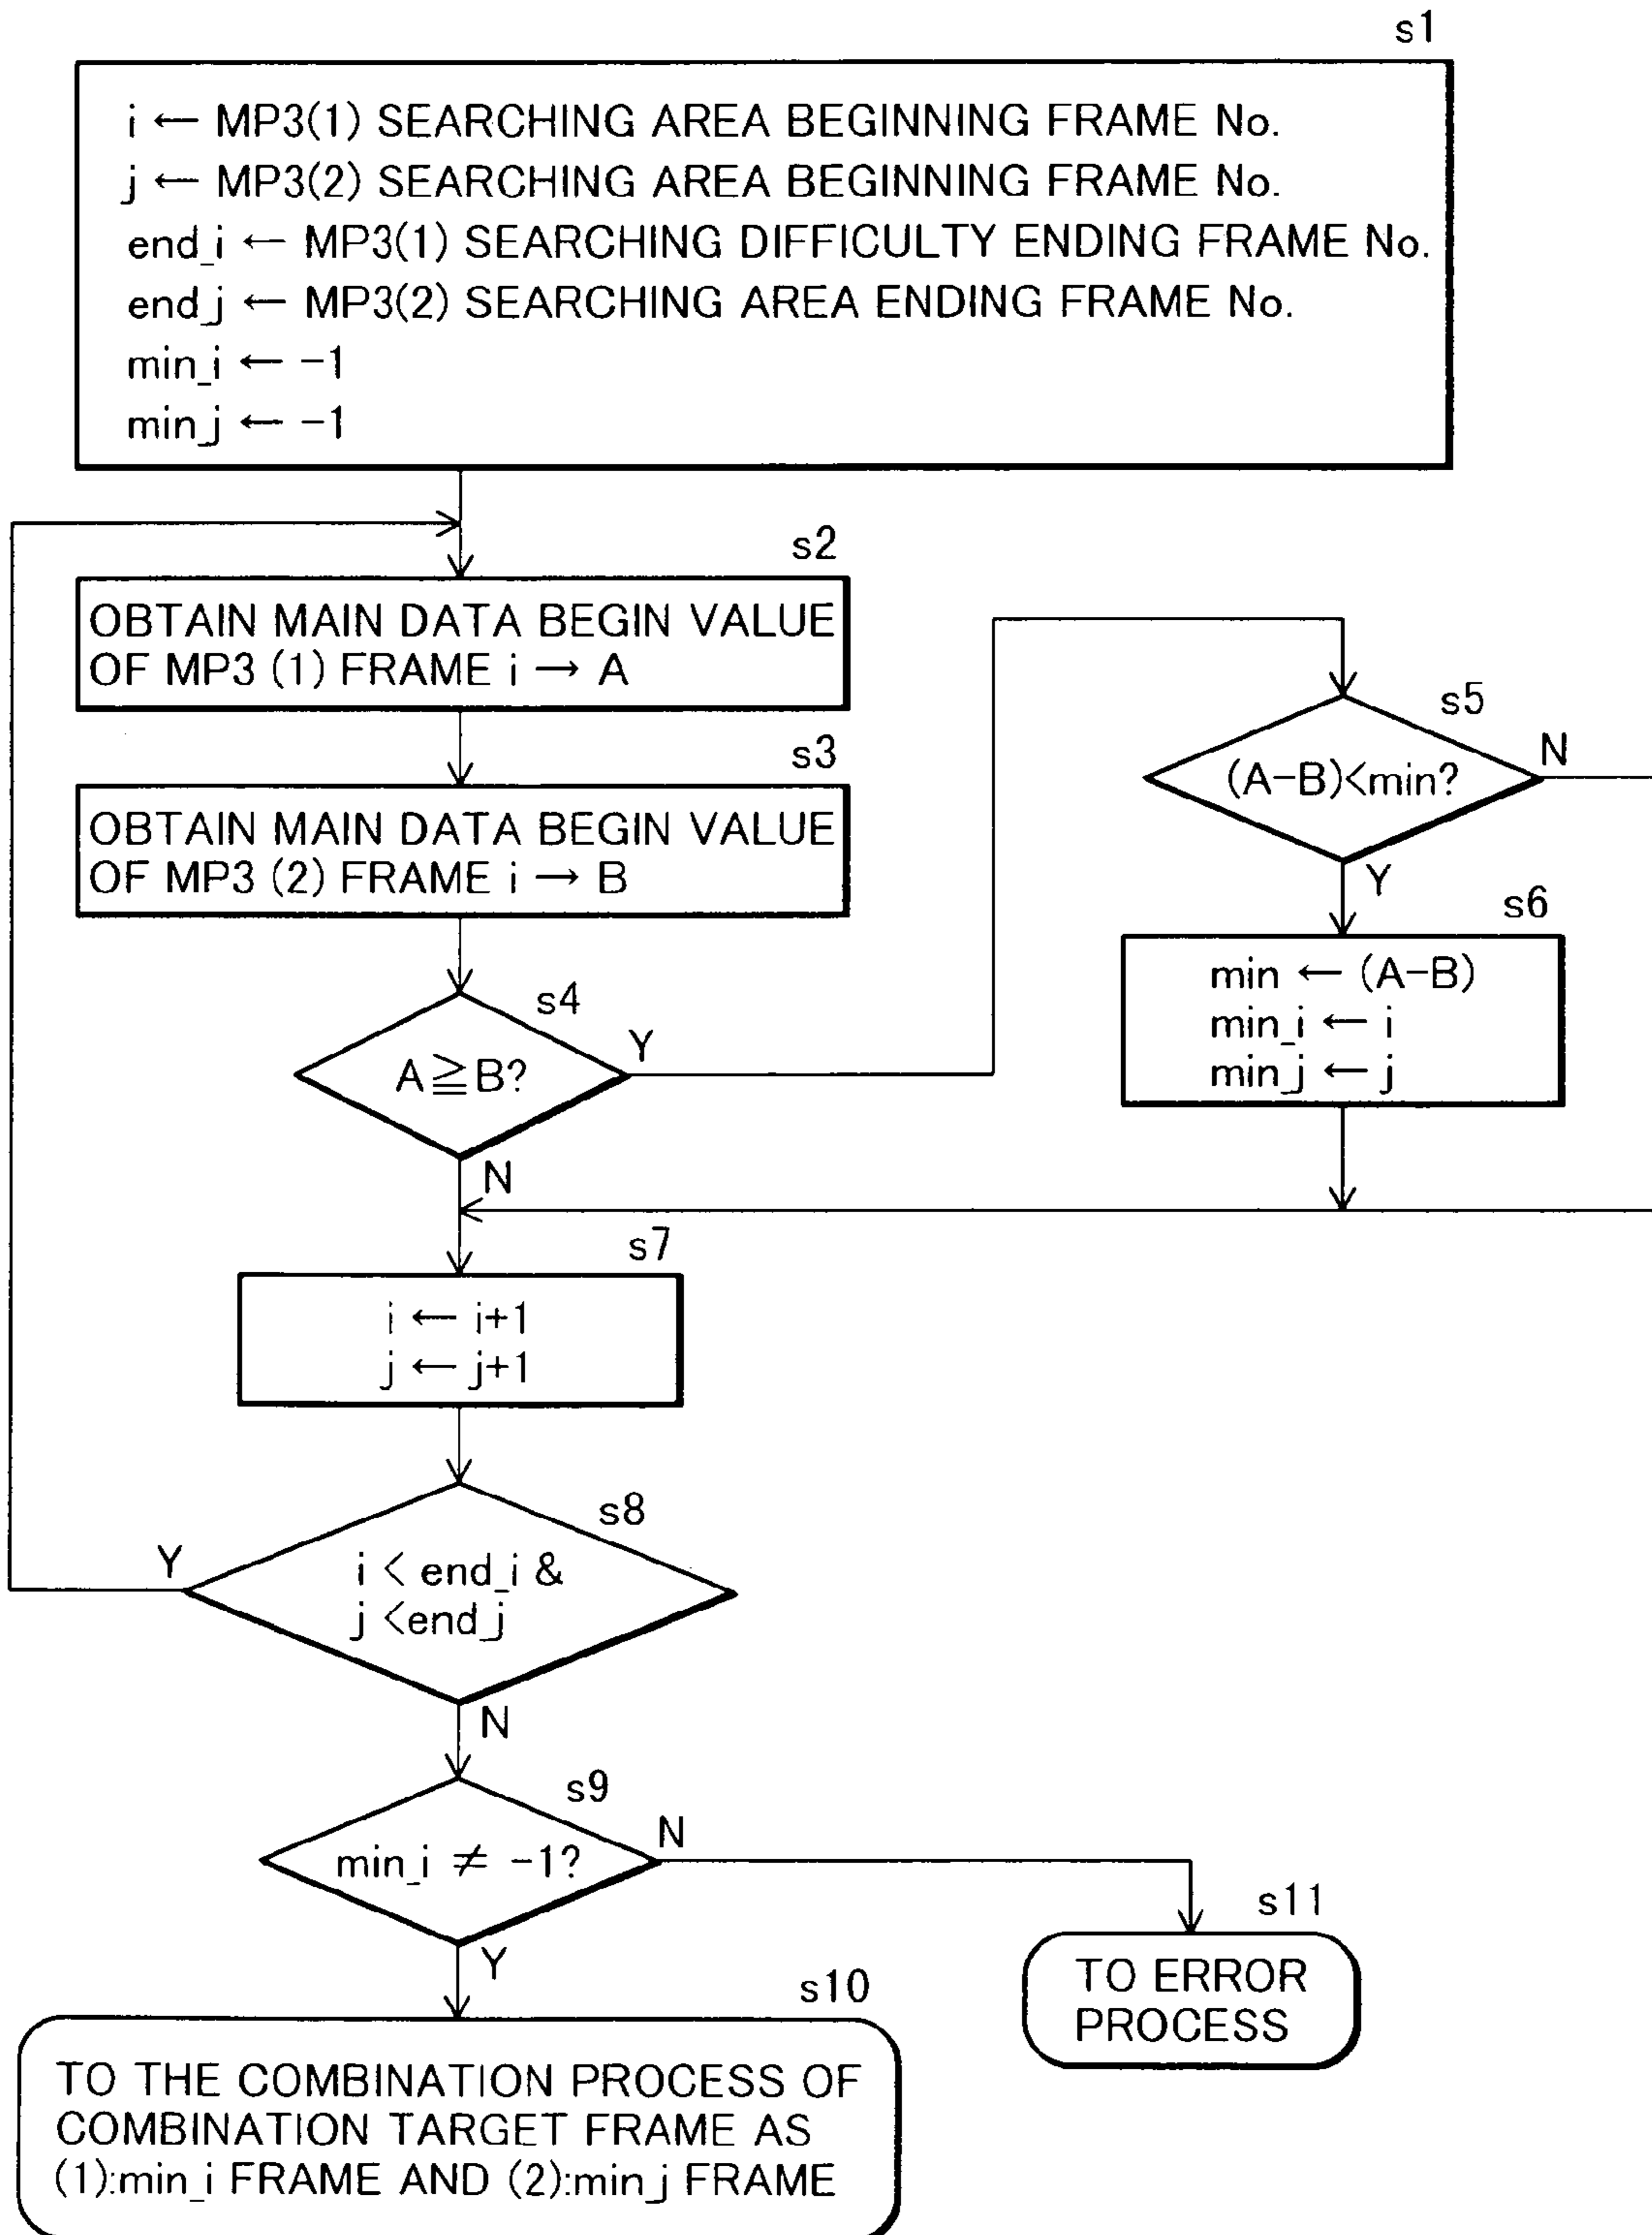 s1
i ← MP3(1) SEARCHING AREA BEGINNING FRAME No.
j ← MP3(2) SEARCHING AREA BEGINNING FRAME No.
end_i ← MP3(1) SEARCHING DIFFICULTY ENDING FRAME No.
end_j ← MP3(2) SEARCHING AREA ENDING FRAME No.
min_i ← -1
min_j ← -1
s2
OBTAIN MAIN DATA BEGIN VALUE
OF MP3 (1) FRAME i → A
s3
OBTAIN MAIN DATA BEGIN VALUE
OF MP3 (2) FRAME i → B
s4
A≧B?
Y
N
s5
(A-B)<min?
N
Y
s6
min ← (A-B)
min_i ← i
min_j ← j
s7
i ← i+1
j ← j+1
s8
i < end_i &
j <end_j
Y
N
s9
min_i ≠ -1?
N
Y
s10
TO THE COMBINATION PROCESS OF
COMBINATION TARGET FRAME AS
(1):min_i FRAME AND (2):min_j FRAME
s11
TO ERROR
PROCESS